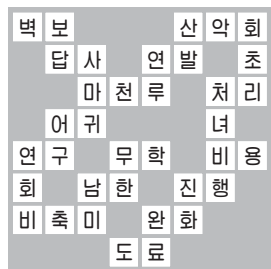 벽보 산악회
답사 연발 초
마천루 처리
어귀 녀
연구 무학 비용
회 남한 진행
비축미 완화
도료